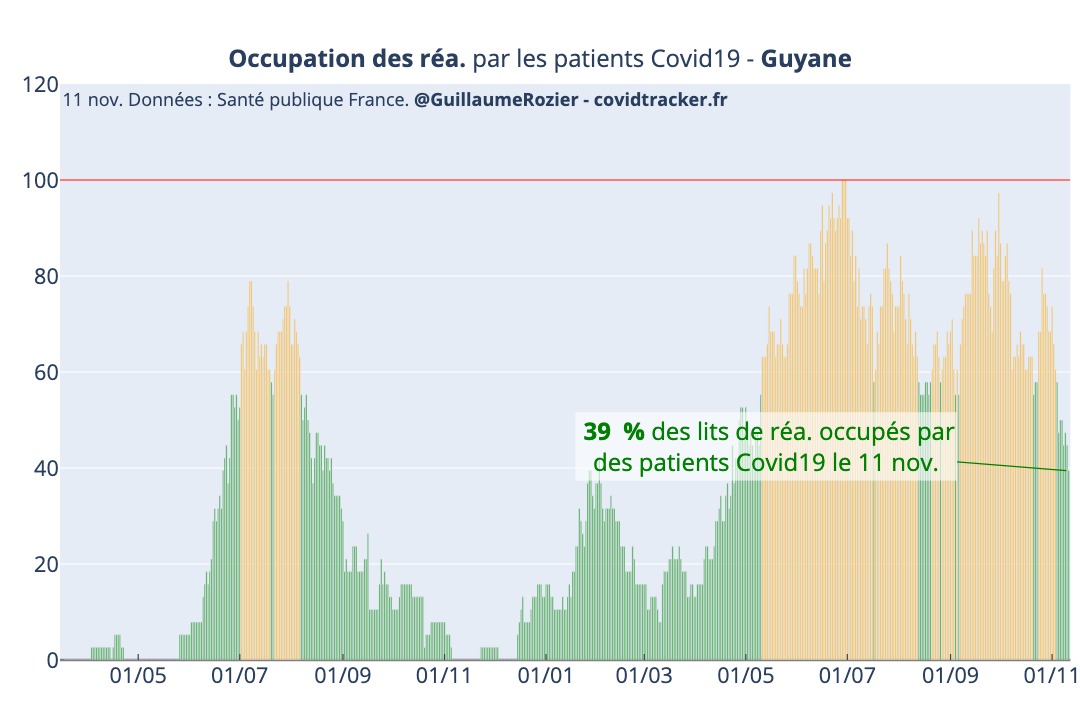 Occupation des réa. par les patients Covid19 - Guyane
120
11 nov. Données : Santé publique France. @GuillaumeRozier - covidtracker.fr
100
80
60
39 % des lits de réa. occupés par
des patients Covid19 le 11 nov.
40
20
0
01/05 01/07 01/09 01/11 01/01 01/03 01/05 01/07 01/09 01/11